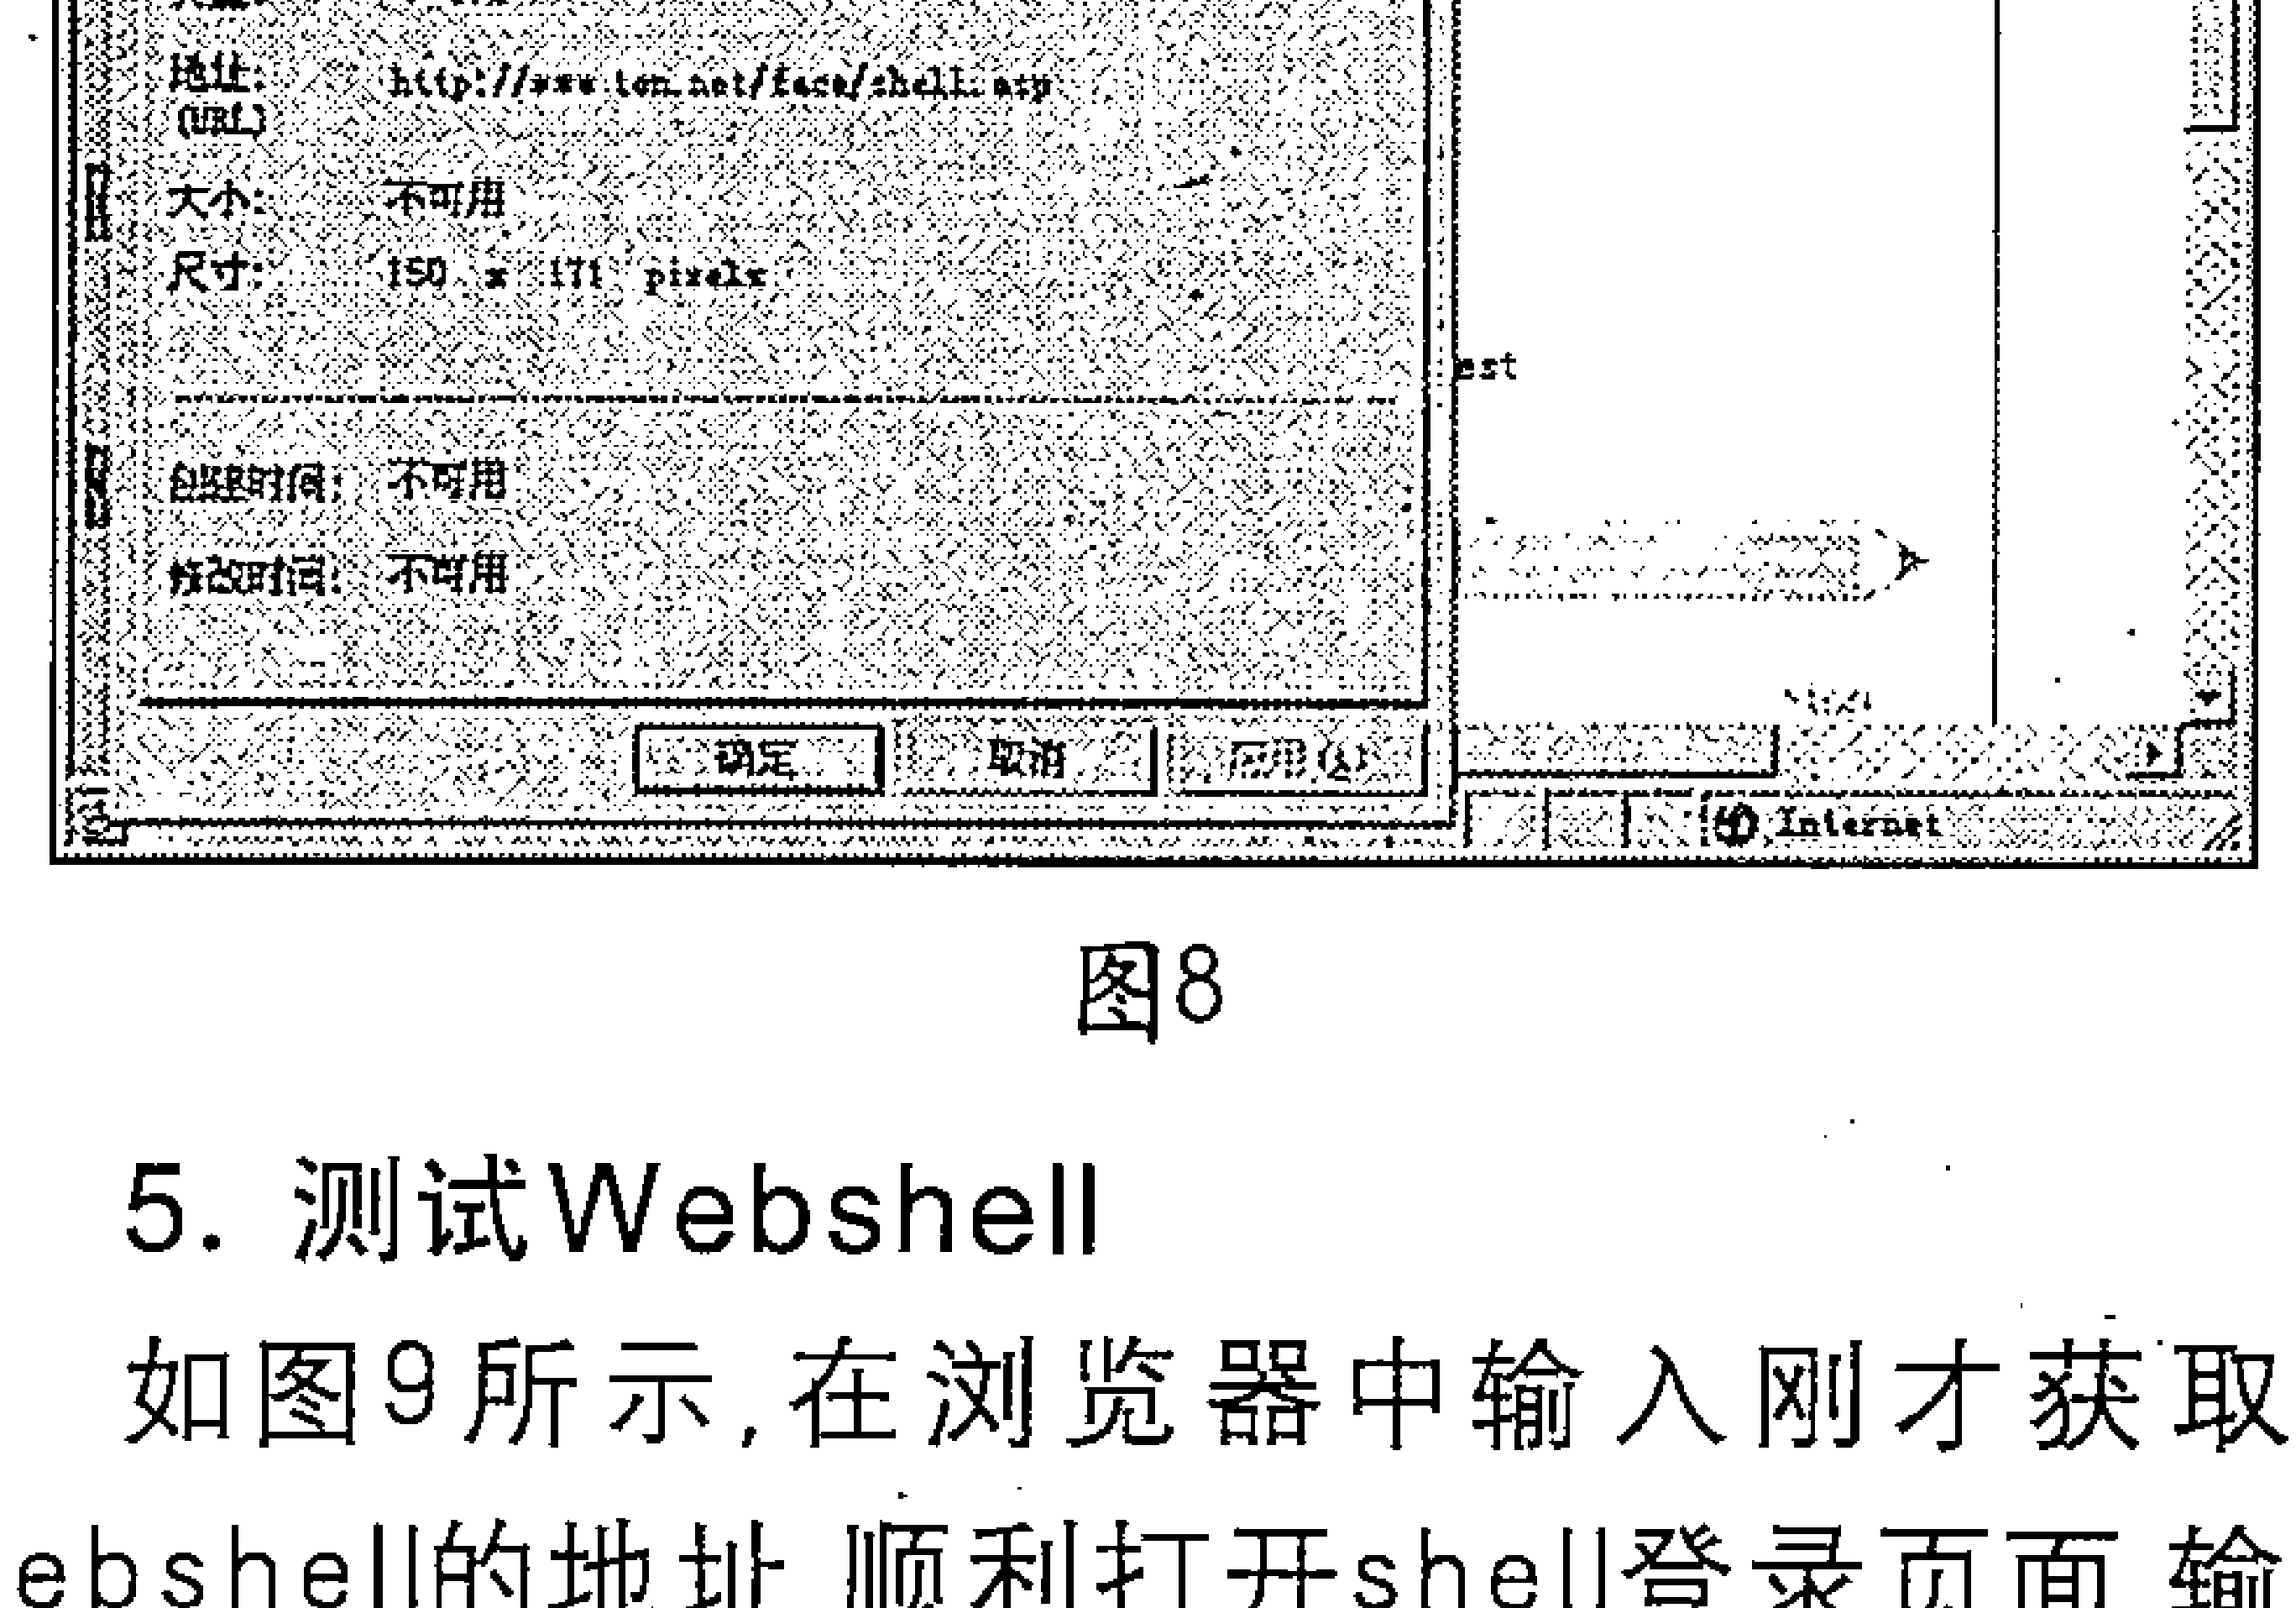 地址: http://www.
(URL)
大小: 不可用
尺寸: 150 x 171 pixels
est
创建时间: 不可用
修改时间: 不可用
确定 取消 应用(A)
Internet
图8
5. 测试Webshell
如图9所示,在浏览器中输入刚才获取
ebshell的地址 顺利打开shell登录页面 输